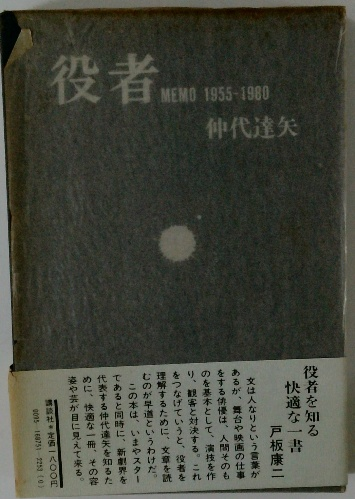 役者
MEMO 1955-1980
仲代達矢
役者を知る
快適な一書
戸板康二
文は人なりという言葉が
あるが、舞台や映画の仕事
をする俳優は、人間そのも
のを基本として、演技を作
り、観客と対決する。これ
をつなげていうと、役者を
理解するために、文章を読
むのが早道というわけだ。
この本は、いまやスター
であると同時に、新劇界を
代表する仲代達矢を知るた
めに、快適な一冊、その容
姿や芸が目に見えて来る
講談社＊定価一八〇〇円